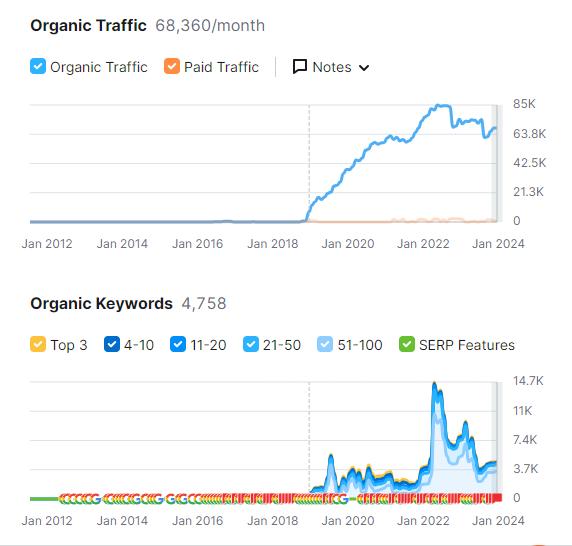 Organic Traffic 68,360/month
Organic Traffic Paid Traffic Notes
85K
63.8K
42.5K
21.3K
0
Jan 2012 Jan 2014 Jan 2016 Jan 2018 Jan 2020 Jan 2022 Jan 2024
Organic Keywords 4,758
Top 3 4-10 11-20 21-50 51-100 SERP Features
14.7K
11K
7.4K
3.7K
0
Jan 2012 Jan 2014 Jan 2016 Jan 2018 Jan 2020 Jan 2022 Jan 2024